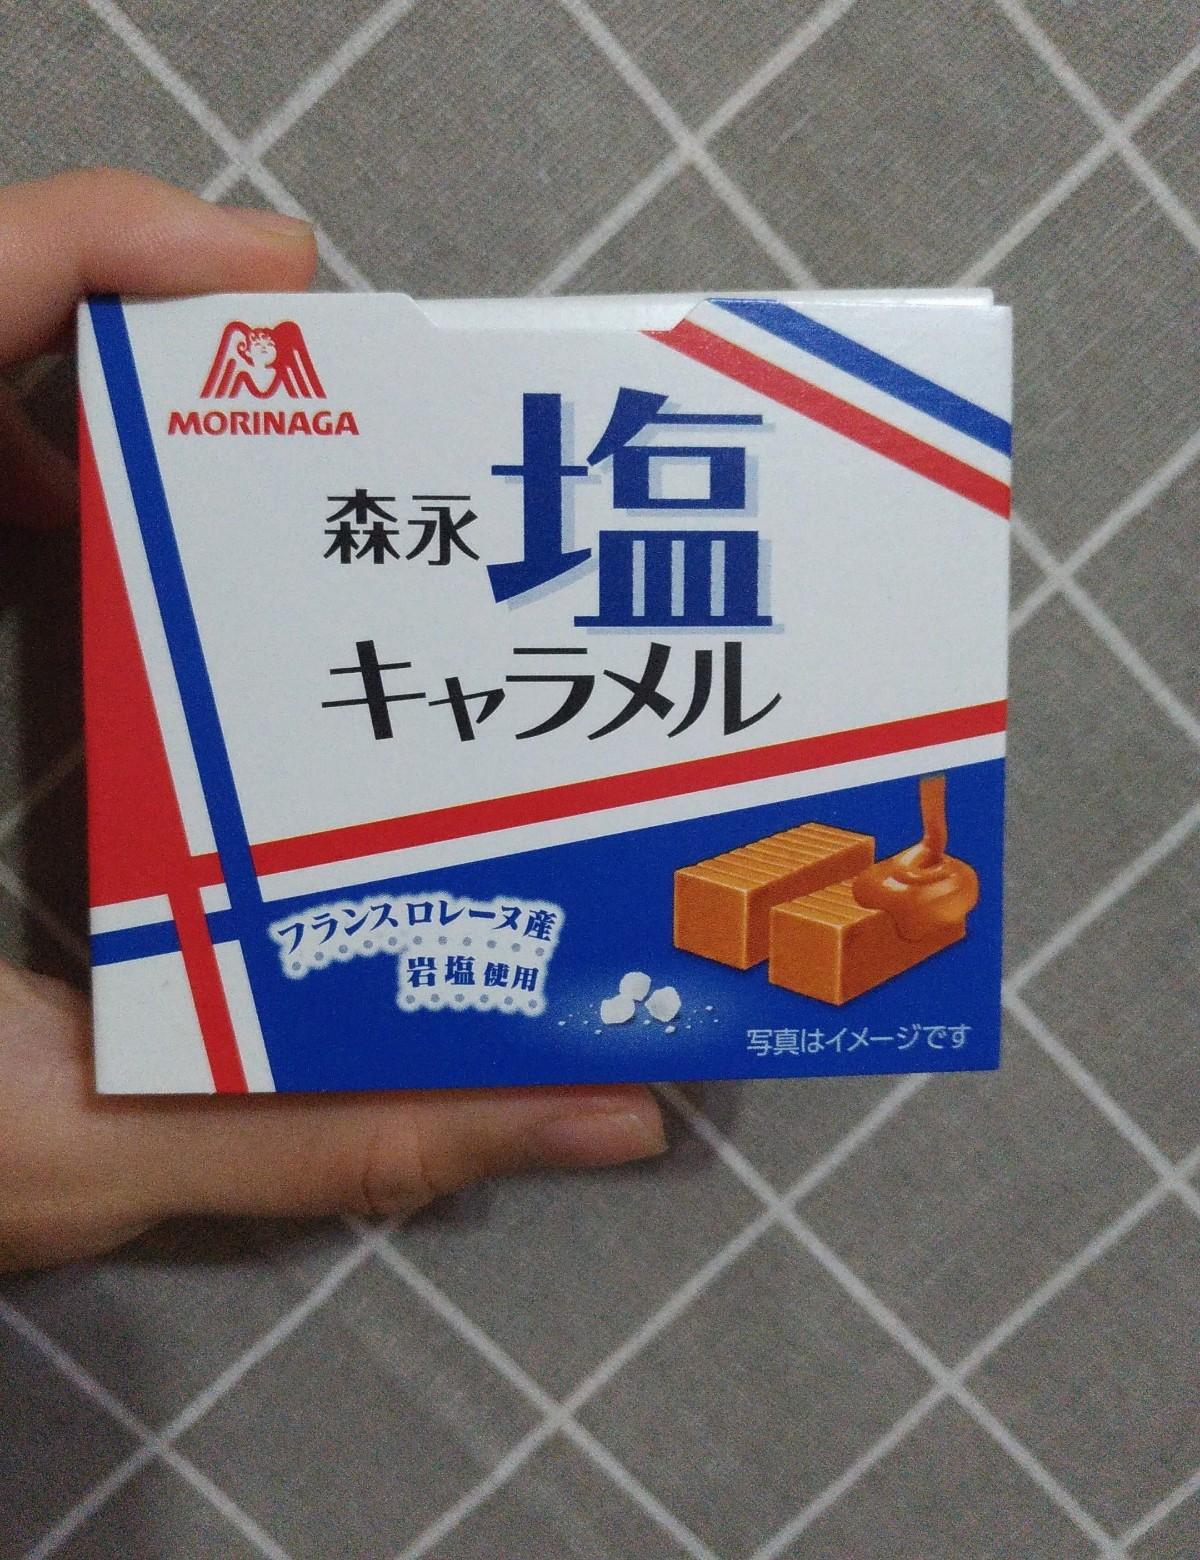 MORINAGA
森永 塩
キャラメル
フランスロレーヌ産
岩塩使用
写真はイメージです